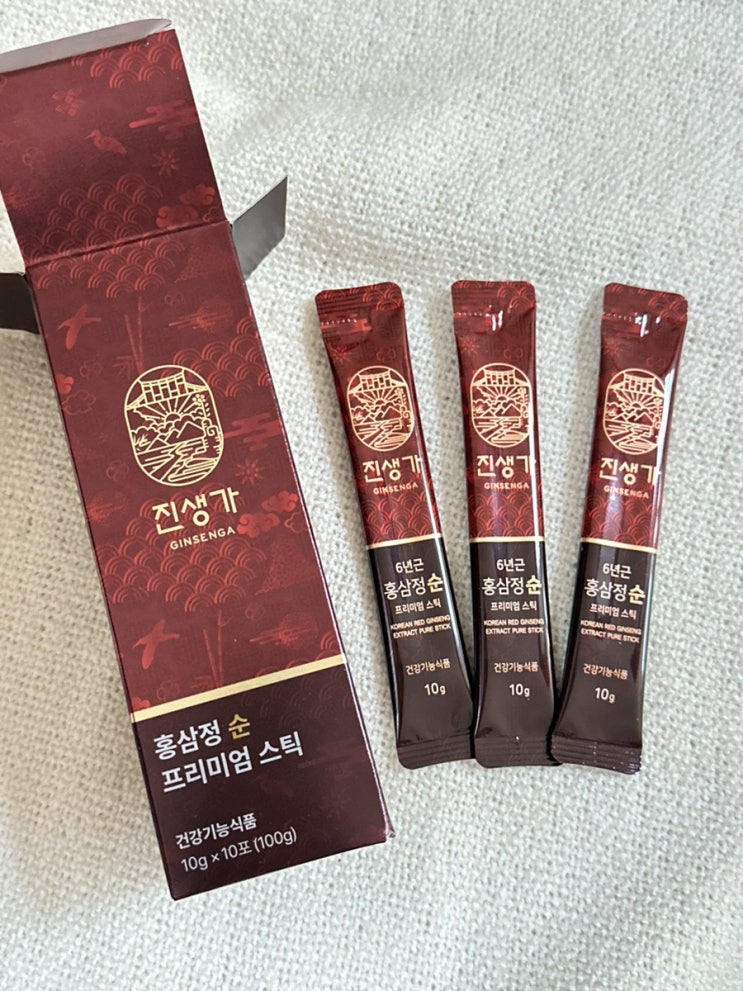 진생가
GINSENGA
홍삼정 순
프리미엄 스틱
건강기능식품
10g × 10포 (100g)
진생가
GINSENGA
6년근
홍삼정 순
프리미엄 스틱
KOREAN RED GINSENG
EXTRACT PURE STICK
건강기능식품
10g
진생가
GINSENGA
6년근
홍삼정 순
프리미엄 스틱
KOREAN RED GINSENG
EXTRACT PURE STICK
건강기능식품
10g
진생가
GINSENGA
6년근
홍삼정 순
프리미엄 스틱
KOREAN RED GINSENG
EXTRACT PURE STICK
건강기능식품
10g